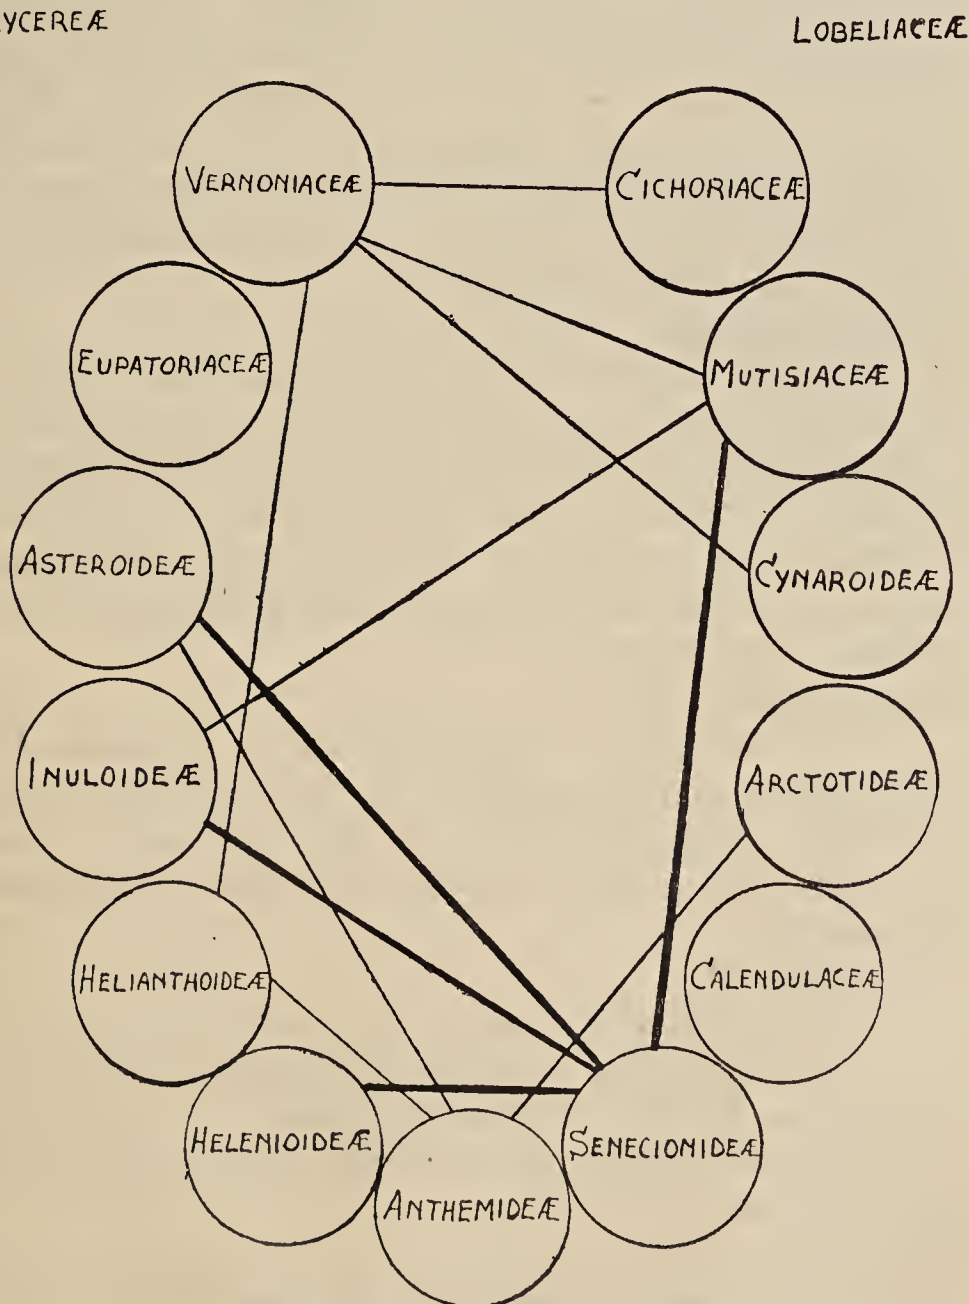 YCEREÆ
LOBELIACEÆ
VERNONIACEÆ
CICHORIACEÆ
EUPATORIACEÆ
MUTISIACEÆ
ASTEROIDEÆ
CYNAROIDEÆ
INULOIDEÆ
ARCTOTIDEÆ
HELIANTHOIDEÆ
CALENDULACEÆ
HELENIOIDEÆ
SENECIONIDEÆ
ANTHEMIDEÆ